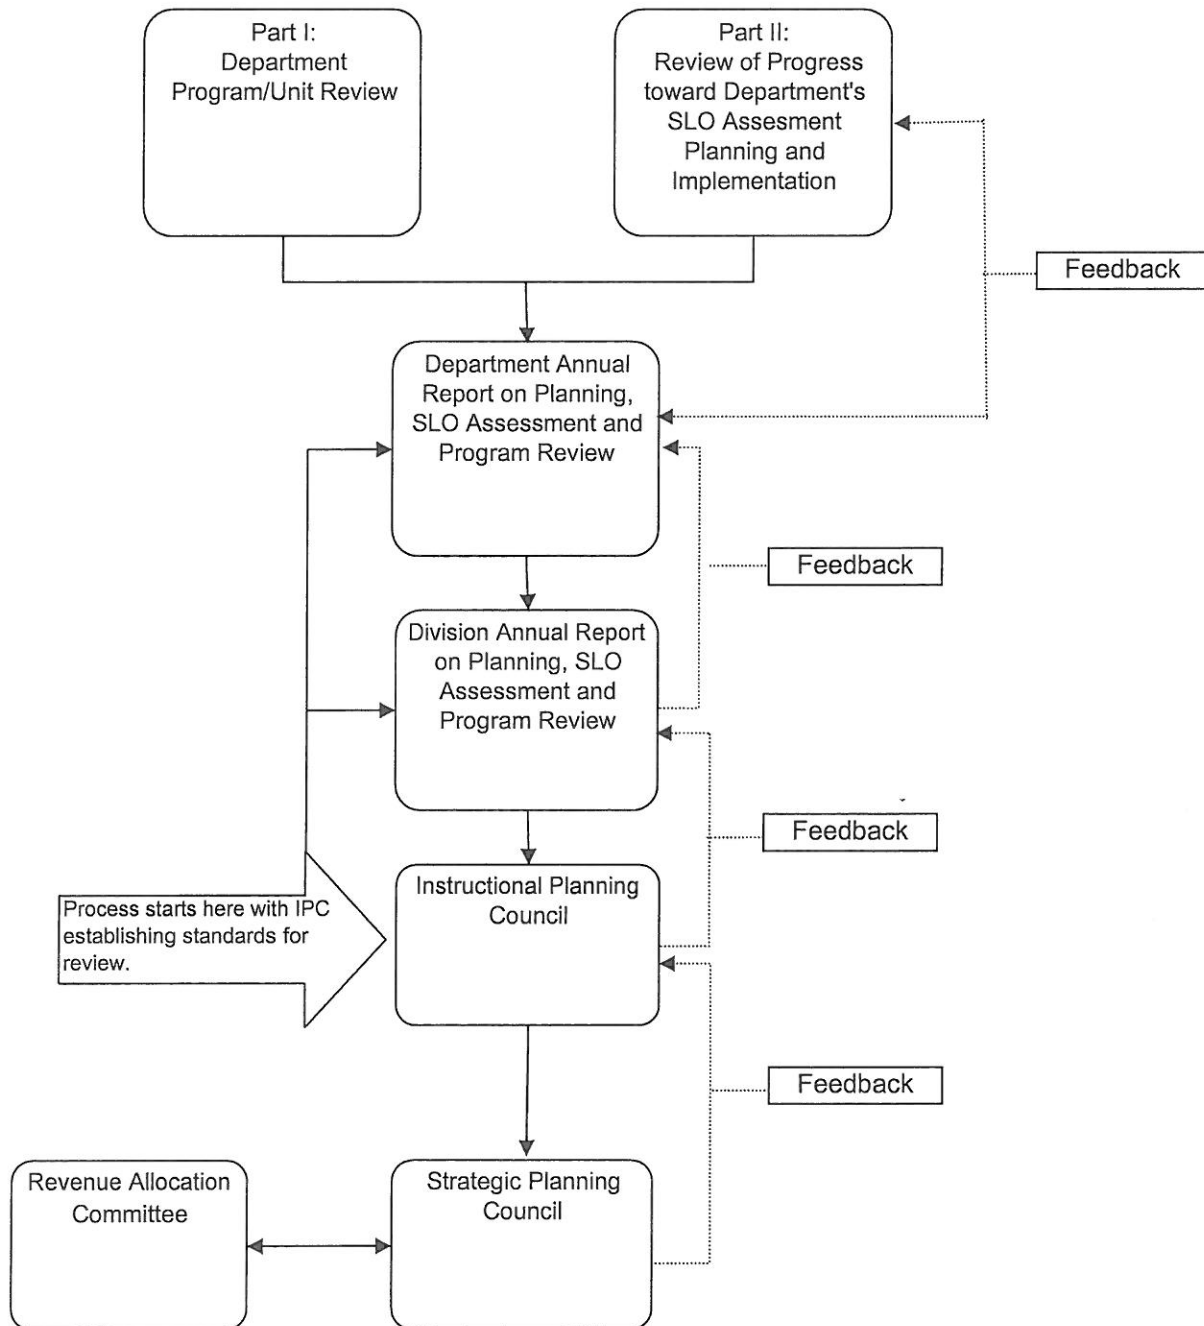 Part I:
Department
Program/Unit Review
Part II:
Review of Progress
toward Department's
SLO Assesment
Planning and
Implementation
Feedback
Department Annual
Report on Planning,
SLO Assessment and
Program Review
Feedback
Division Annual Report
on Planning, SLO
Assessment and
Program Review
Feedback
Instructional Planning
Council
Process starts here with IPC
establishing standards for
review.
Feedback
Revenue Allocation
Committee
Strategic Planning
Council